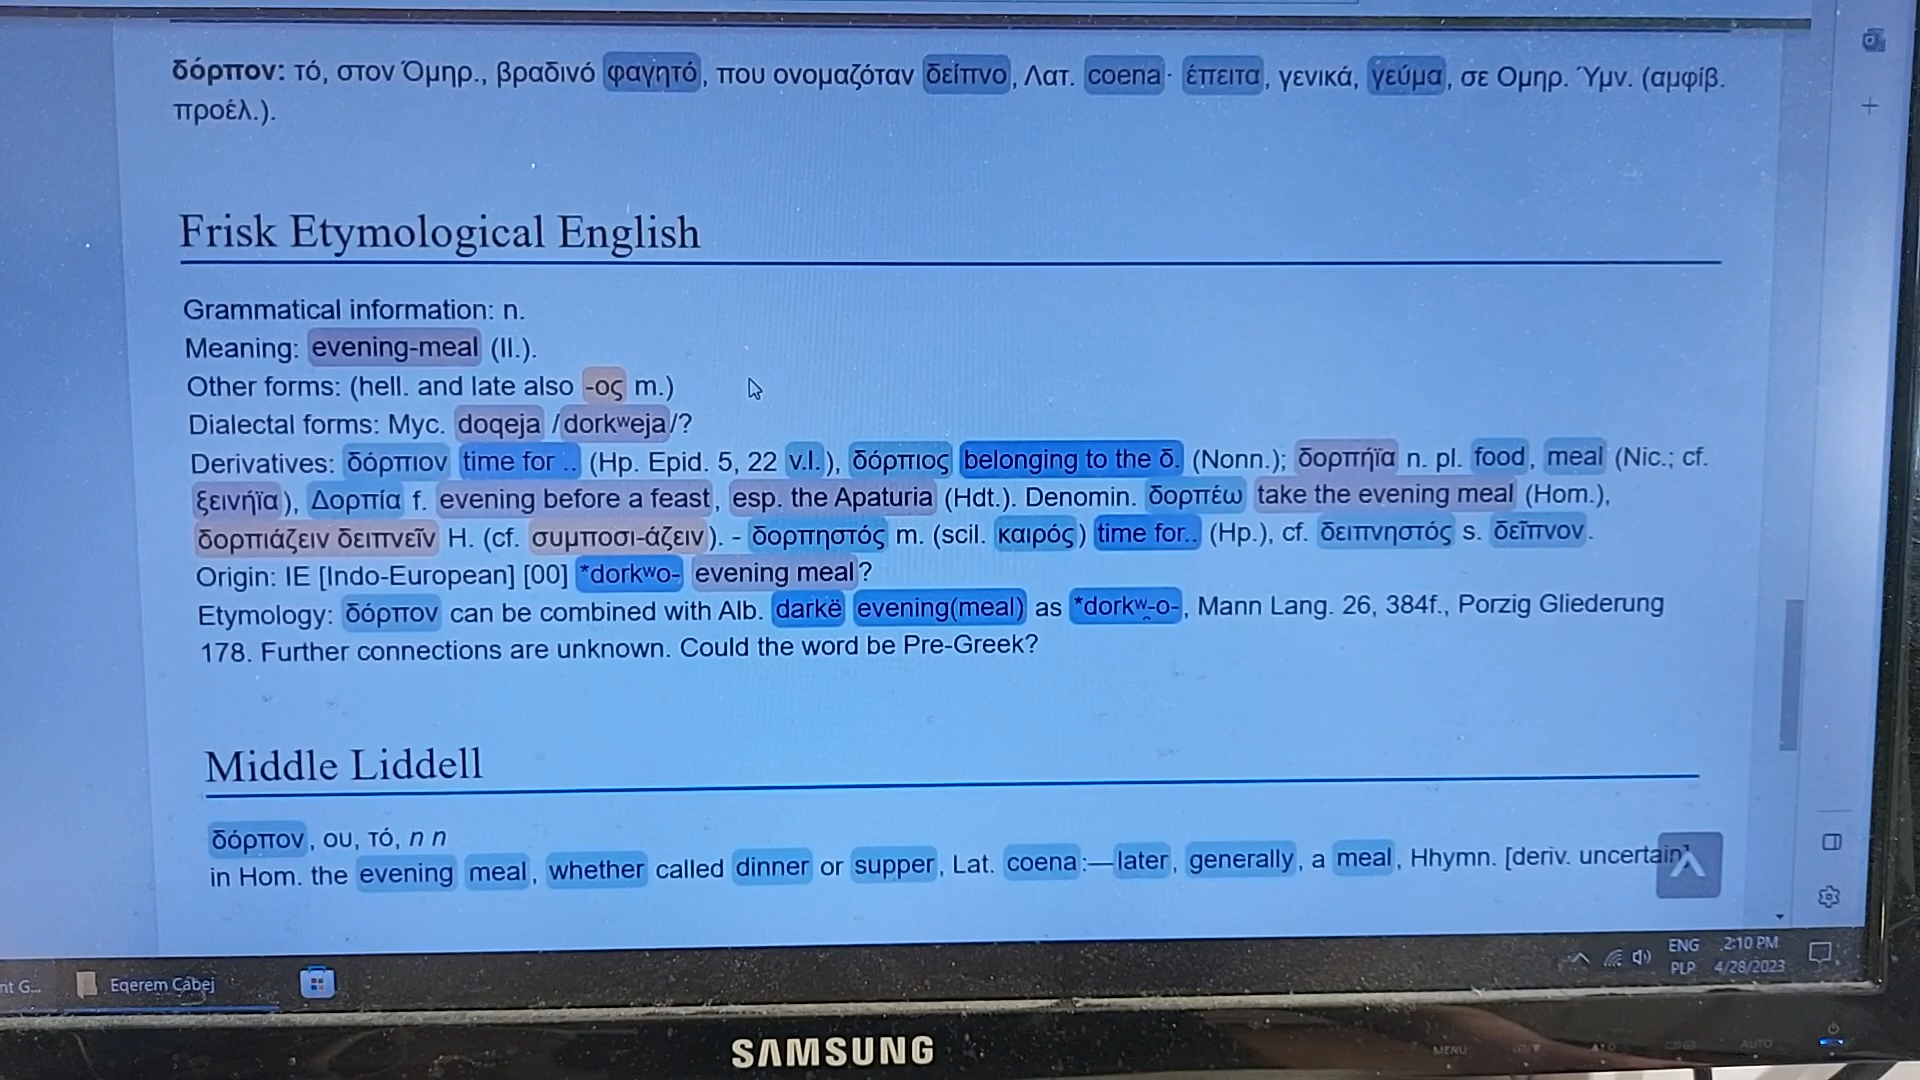 δόρπον: τό, στον Όμηρ., βραδινό φαγητό, που ονομαζόταν δείπνο, Λατ. coena· έπειτα, γενικά, γεύμα, σε Ομηρ. Ύμν. (αμφίβ.
προέλ.).
Frisk Etymological English
Grammatical information: n.
Meaning: evening-meal (Il.).
Other forms: (hell. and late also -ος m.)
Dialectal forms: Myc. doqeja /dorkʷeja/?
Derivatives: δόρπιον time for .. (Hp. Epid. 5, 22 v.l.), δόρπιος belonging to the δ. (Nonn.); δορπήϊα n. pl. food, meal (Nic.; cf.
ξεινήϊα), Δορπία f. evening before a feast, esp. the Apaturia (Hdt.). Denomin. δορπέω take the evening meal (Hom.),
δορπιάζειν δειπνεῖν H. (cf. συμποσι-άζειν). - δορπηστός m. (scil. καιρός) time for.. (Hp.), cf. δειπνηστός s. δεῖπνον.
Origin: IE [Indo-European] [00] *dorkʷo- evening meal?
Etymology: δόρπον can be combined with Alb. darkë evening(meal) as *dorkʷ̯-o-, Mann Lang. 26, 384f., Porzig Gliederung
178. Further connections are unknown. Could the word be Pre-Greek?
Middle Liddell
δόρπον, ου, τό, n n
in Hom. the evening meal, whether called dinner or supper, Lat. coena:—later, generally, a meal, Hhymn. [deriv. uncertain]
nt G...
Eqerem Cabej
ENG
PLP
2:10 PM
4/28/2023
SAMSUNG
MENU
AUTO